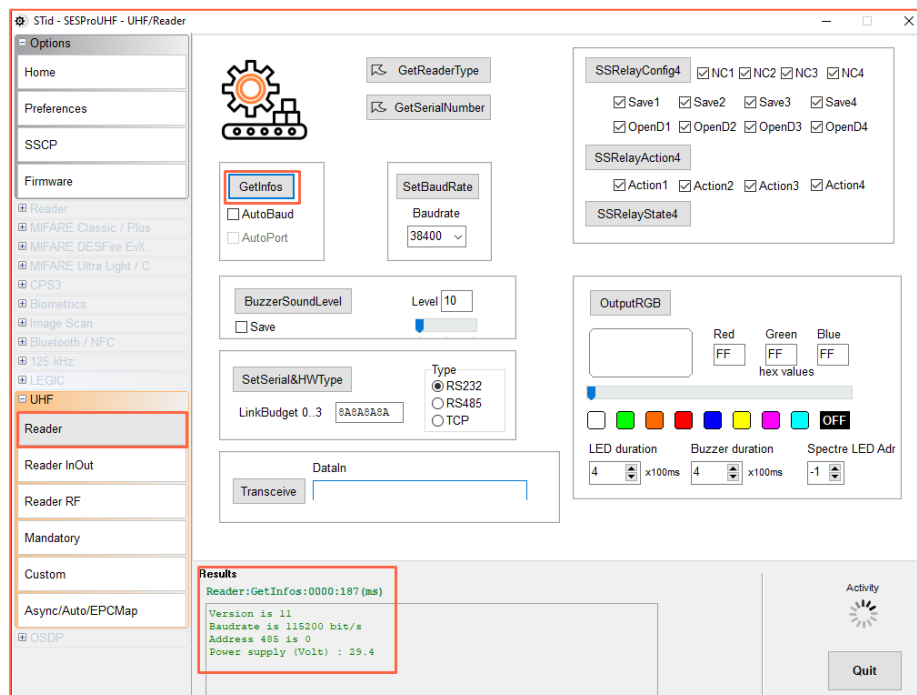 STid - SESProUHF - UHF/Reader
Options
Home
Preferences
SSCP
Firmware
Reader
MIFARE Classic / Plus
MIFARE DESFire EvX
MIFARE Ultra Light / C
CPS3
Biometrics
Image Scan
Bluetooth / NFC
125 kHz
LEGIC
UHF
Reader
Reader InOut
Reader RF
Mandatory
Custom
Async/Auto/EPCMap
OSDP
GetReaderType
GetSerialNumber
GetInfos
AutoBaud
AutoPort
SetBaudRate
Baudrate
38400
BuzzerSoundLevel
Level 10
Save
SetSerial&HWType
LinkBudget 0..3 8A8A8A8A
Type
RS232
RS485
TCP
DataIn
Transceive
SSRelayConfig4 NC1 NC2 NC3 NC4
Save1 Save2 Save3 Save4
OpenD1 OpenD2 OpenD3 OpenD4
SSRelayAction4
Action1 Action2 Action3 Action4
SSRelayState4
OutputRGB
Red Green Blue
FF FF FF
hex values
OFF
LED duration Buzzer duration Spectre LED Adr
4 x100ms 4 x100ms -1
Results
Reader:GetInfos:0000:187(ms)
Version is 11
Baudrate is 115200 bit/s
Address 485 is 0
Power supply (Volt) : 29.4
Activity
Quit